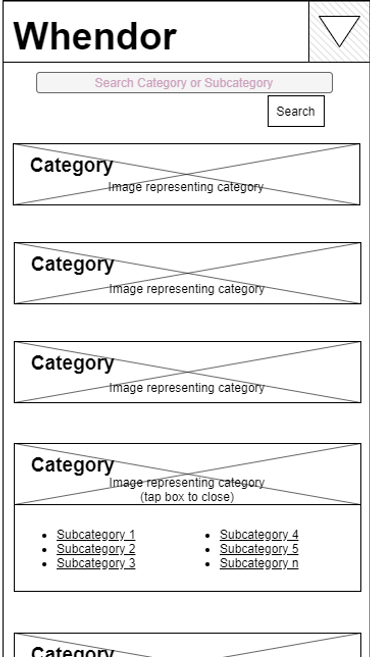 Whendor
Search Category or Subcategory
Search
Category
Image representing category
Category
Image representing category
Category
Image representing category
Category
Image representing category
(tap box to close)
Subcategory 1
Subcategory 2
Subcategory 3
Subcategory 4
Subcategory 5
Subcategory n
Category